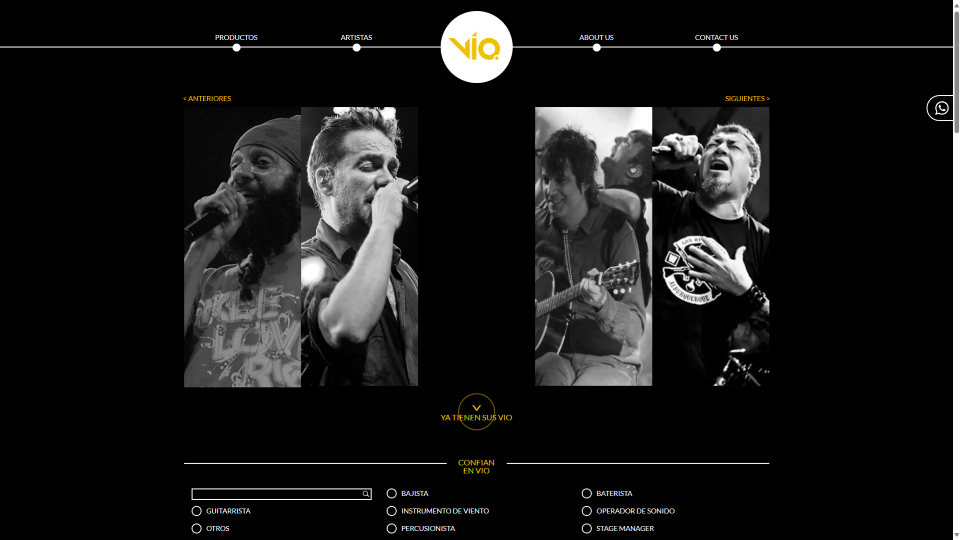 PRODUCTOS
ARTISTAS
VÍO
ABOUT US
CONTACT US
< ANTERIORES
SIGUIENTES >
YA TIENEN SUS VIO
CONFIAN
EN VIO
BAJISTA
BATERISTA
GUITARRISTA
INSTRUMENTO DE VIENTO
OPERADOR DE SONIDO
OTROS
PERCUSIONISTA
STAGE MANAGER